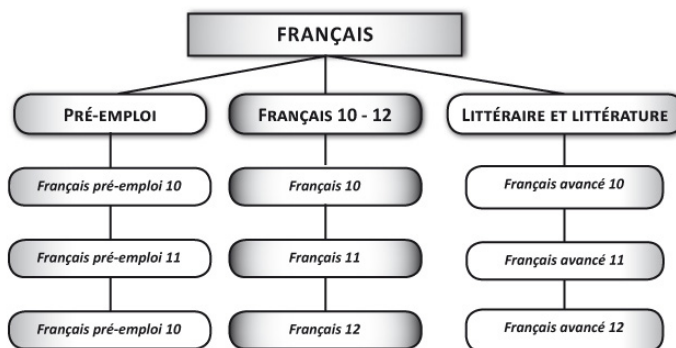 FRANÇAIS
PRÉ-EMPLOI
FRANÇAIS 10 - 12
LITTÉRAIRE ET LITTÉRATURE
Français pré-emploi 10
Français 10
Français avancé 10
Français pré-emploi 11
Français 11
Français avancé 11
Français pré-emploi 10
Français 12
Français avancé 12